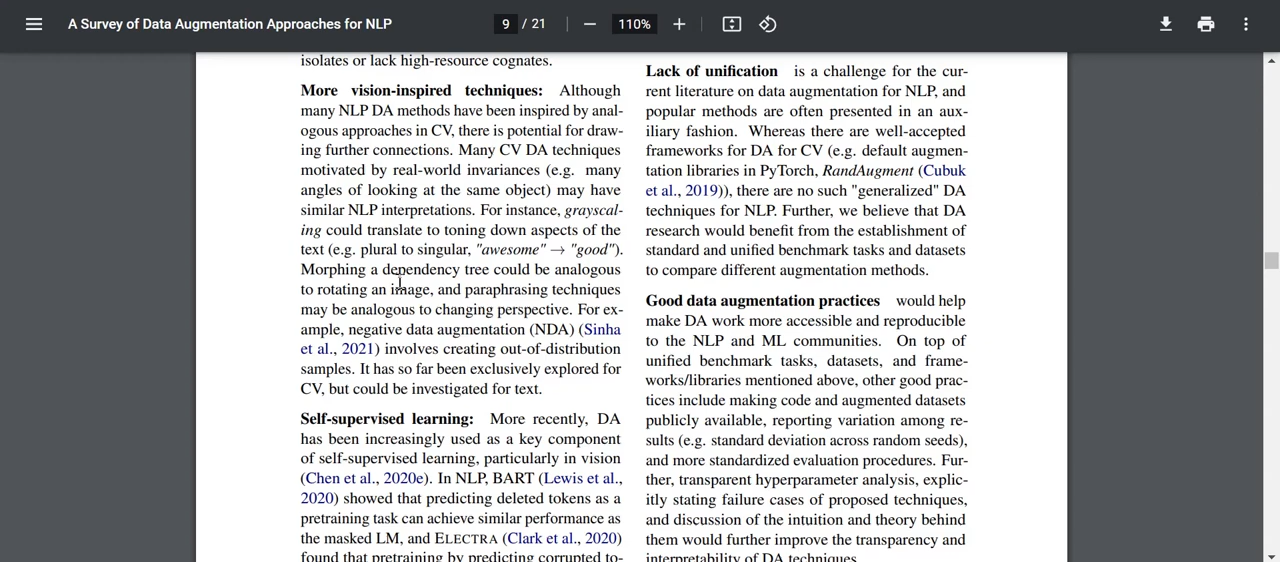 A Survey of Data Augmentation Approaches for NLP
9 / 21
110%
isolates or lack high-resource cognates.
More vision-inspired techniques: Although
many NLP DA methods have been inspired by anal-
ogous approaches in CV, there is potential for draw-
ing further connections. Many CV DA techniques
motivated by real-world invariances (e.g. many
angles of looking at the same object) may have
similar NLP interpretations. For instance, grayscal-
ing could translate to toning down aspects of the
text (e.g. plural to singular, "awesome" → "good").
Morphing a dependency tree could be analogous
to rotating an image, and paraphrasing techniques
may be analogous to changing perspective. For ex-
ample, negative data augmentation (NDA) (Sinha
et al., 2021) involves creating out-of-distribution
samples. It has so far been exclusively explored for
CV, but could be investigated for text.
Self-supervised learning: More recently, DA
has been increasingly used as a key component
of self-supervised learning, particularly in vision
(Chen et al., 2020e). In NLP, BART (Lewis et al.,
2020) showed that predicting deleted tokens as a
pretraining task can achieve similar performance as
the masked LM, and ELECTRA (Clark et al., 2020)
found that pretraining by predicting corrupted to-
Lack of unification is a challenge for the cur-
rent literature on data augmentation for NLP, and
popular methods are often presented in an aux-
iliary fashion. Whereas there are well-accepted
frameworks for DA for CV (e.g. default augmen-
tation libraries in PyTorch, RandAugment (Cubuk
et al., 2019)), there are no such "generalized" DA
techniques for NLP. Further, we believe that DA
research would benefit from the establishment of
standard and unified benchmark tasks and datasets
to compare different augmentation methods.
Good data augmentation practices would help
make DA work more accessible and reproducible
to the NLP and ML communities. On top of
unified benchmark tasks, datasets, and frame-
works/libraries mentioned above, other good prac-
tices include making code and augmented datasets
publicly available, reporting variation among re-
sults (e.g. standard deviation across random seeds),
and more standardized evaluation procedures. Fur-
ther, transparent hyperparameter analysis, explic-
itly stating failure cases of proposed techniques,
and discussion of the intuition and theory behind
them would further improve the transparency and
interpretability of DA techniques.